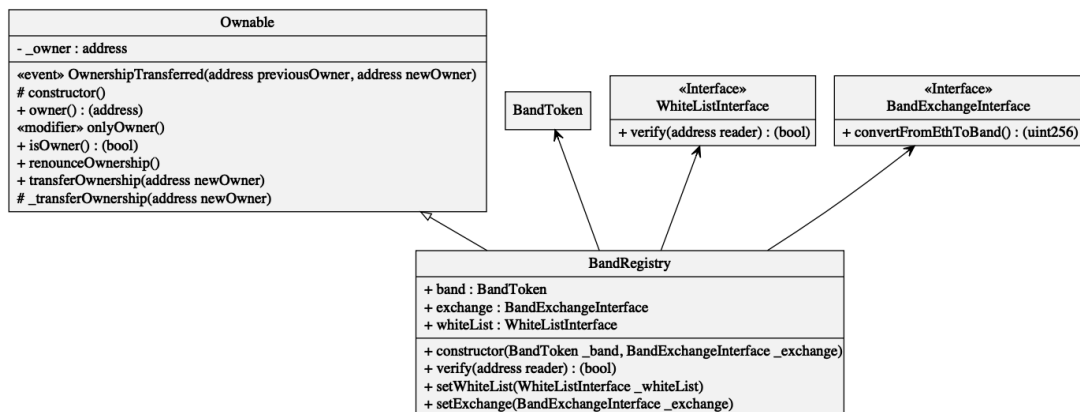 Ownable
- _owner : address
«event» OwnershipTransferred(address previousOwner, address newOwner)
# constructor()
+ owner() : (address)
«modifier» onlyOwner()
+ isOwner() : (bool)
+ renounceOwnership()
+ transferOwnership(address newOwner)
# _transferOwnership(address newOwner)
BandToken
«Interface»
WhiteListInterface
+ verify(address reader) : (bool)
«Interface»
BandExchangeInterface
+ convertFromEthToBand() : (uint256)
BandRegistry
+ band : BandToken
+ exchange : BandExchangeInterface
+ whiteList : WhiteListInterface
+ constructor(BandToken _band, BandExchangeInterface _exchange)
+ verify(address reader) : (bool)
+ setWhiteList(WhiteListInterface _whiteList)
+ setExchange(BandExchangeInterface _exchange)